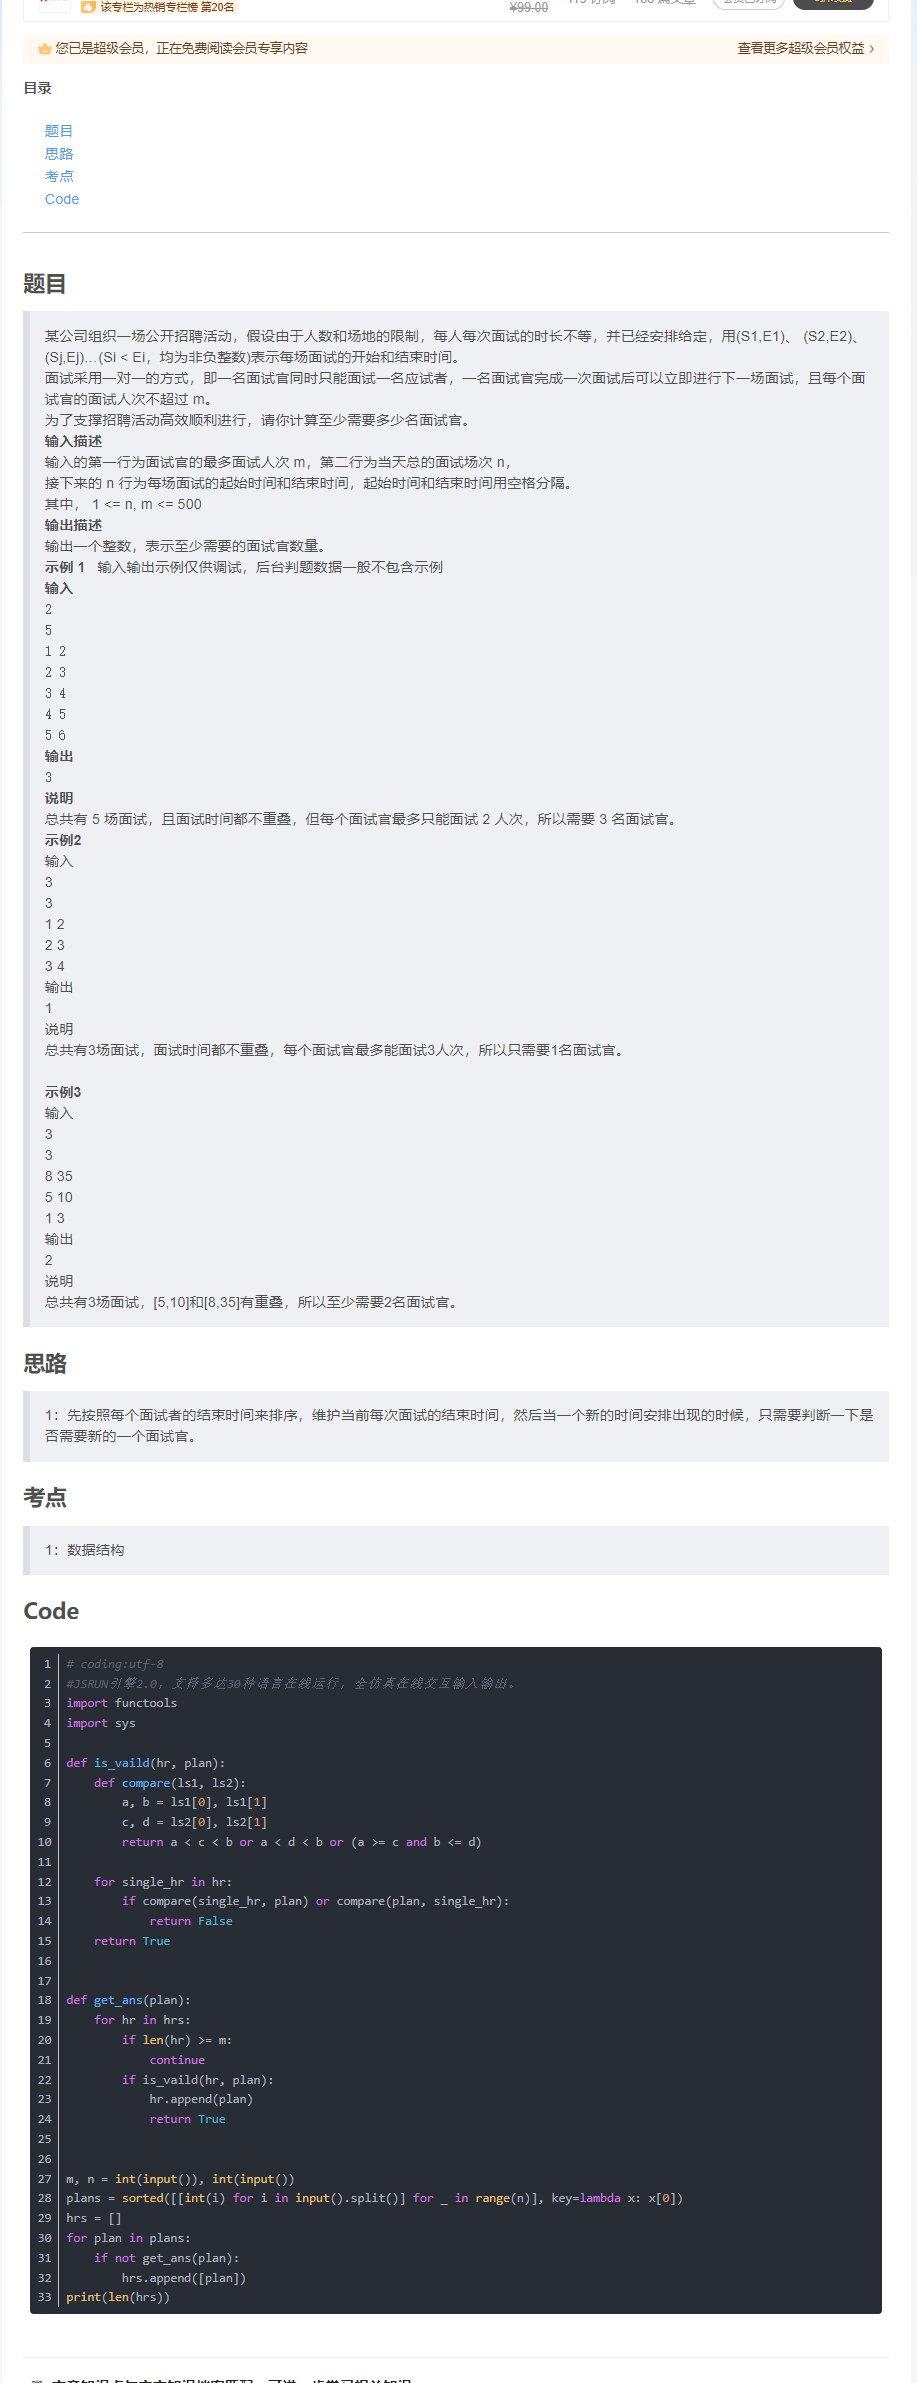 该专栏为热销专栏榜 第20名
¥99.00
您已是超级会员，正在免费阅读会员专享内容
查看更多超级会员权益
目录
题目
思路
考点
Code
题目
某公司组织一场公开招聘活动，假设由于人数和场地的限制，每人每次面试的时长不等，并已经安排给定，用(S1,E1)、 (S2,E2)、
(Sj,Ej)…(Si < Ei，均为非负整数)表示每场面试的开始和结束时间。
面试采用一对一的方式，即一名面试官同时只能面试一名应试者，一名面试官完成一次面试后可以立即进行下一场面试，且每个面
试官的面试人次不超过 m。
为了支撑招聘活动高效顺利进行，请你计算至少需要多少名面试官。
输入描述
输入的第一行为面试官的最多面试人次 m，第二行为当天总的面试场次 n，
接下来的 n 行为每场面试的起始时间和结束时间，起始时间和结束时间用空格分隔。
其中， 1 <= n, m <= 500
输出描述
输出一个整数，表示至少需要的面试官数量。
示例 1 输入输出示例仅供调试，后台判题数据一般不包含示例
输入
2
5
1 2
2 3
3 4
4 5
5 6
输出
3
说明
总共有 5 场面试，且面试时间都不重叠，但每个面试官最多只能面试 2 人次，所以需要 3 名面试官。
示例2
输入
3
3
1 2
2 3
3 4
输出
1
说明
总共有3场面试，面试时间都不重叠，每个面试官最多能面试3人次，所以只需要1名面试官。
示例3
输入
3
3
8 35
5 10
1 3
输出
2
说明
总共有3场面试，[5,10]和[8,35]有重叠，所以至少需要2名面试官。
思路
1：先按照每个面试者的结束时间来排序，维护当前每次面试的结束时间，然后当一个新的时间安排出现的时候，只需要判断一下是
否需要新的一个面试官。
考点
1：数据结构
Code
1 # coding:utf-8
2 #JSRUN引擎2.0，支持多达30种语言在线运行，全仿真在线交互输入输出。
3 import functools
4 import sys
5
6 def is_vaild(hr, plan):
7     def compare(ls1, ls2):
8         a, b = ls1[0], ls1[1]
9         c, d = ls2[0], ls2[1]
10         return a < c < b or a < d < b or (a >= c and b <= d)
11
12     for single_hr in hr:
13         if compare(single_hr, plan) or compare(plan, single_hr):
14             return False
15     return True
16
17
18 def get_ans(plan):
19     for hr in hrs:
20         if len(hr) >= m:
21             continue
22         if is_vaild(hr, plan):
23             hr.append(plan)
24             return True
25
26
27 m, n = int(input()), int(input())
28 plans = sorted([[int(i) for i in input().split()] for _ in range(n)], key=lambda x: x[0])
29 hrs = []
30 for plan in plans:
31     if not get_ans(plan):
32         hrs.append([plan])
33 print(len(hrs))